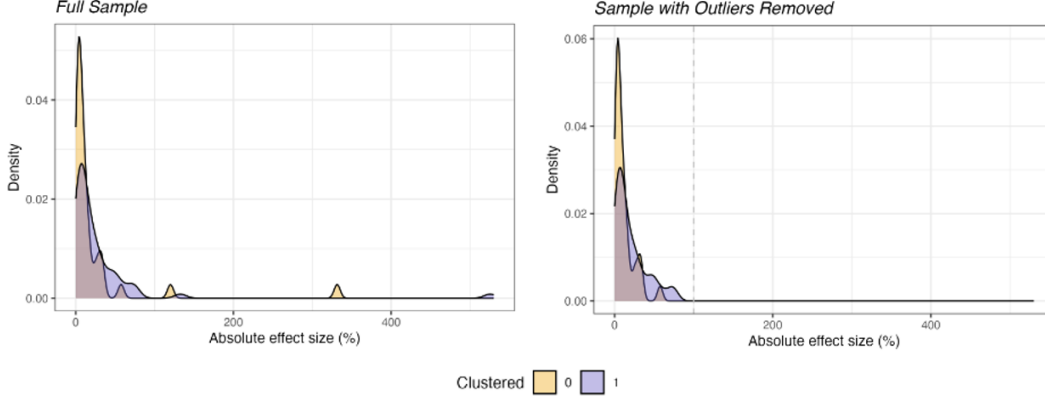 Full Sample
Sample with Outliers Removed
Density
0.04
0.02
0.00
0
200
400
Absolute effect size (%)
Density
0.06
0.04
0.02
0.00
0
200
400
Absolute effect size (%)
Clustered 0 1